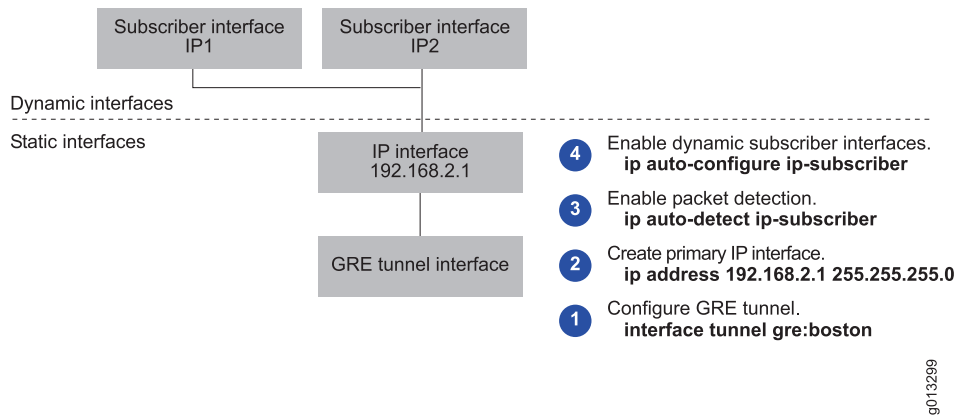 Subscriber interface
IP1
Subscriber interface
IP2
Dynamic interfaces
Static interfaces
IP interface
192.168.2.1
GRE tunnel interface
4
Enable dynamic subscriber interfaces.
ip auto-configure ip-subscriber
3
Enable packet detection.
ip auto-detect ip-subscriber
2
Create primary IP interface.
ip address 192.168.2.1 255.255.255.0
1
Configure GRE tunnel.
interface tunnel gre:boston
g013299